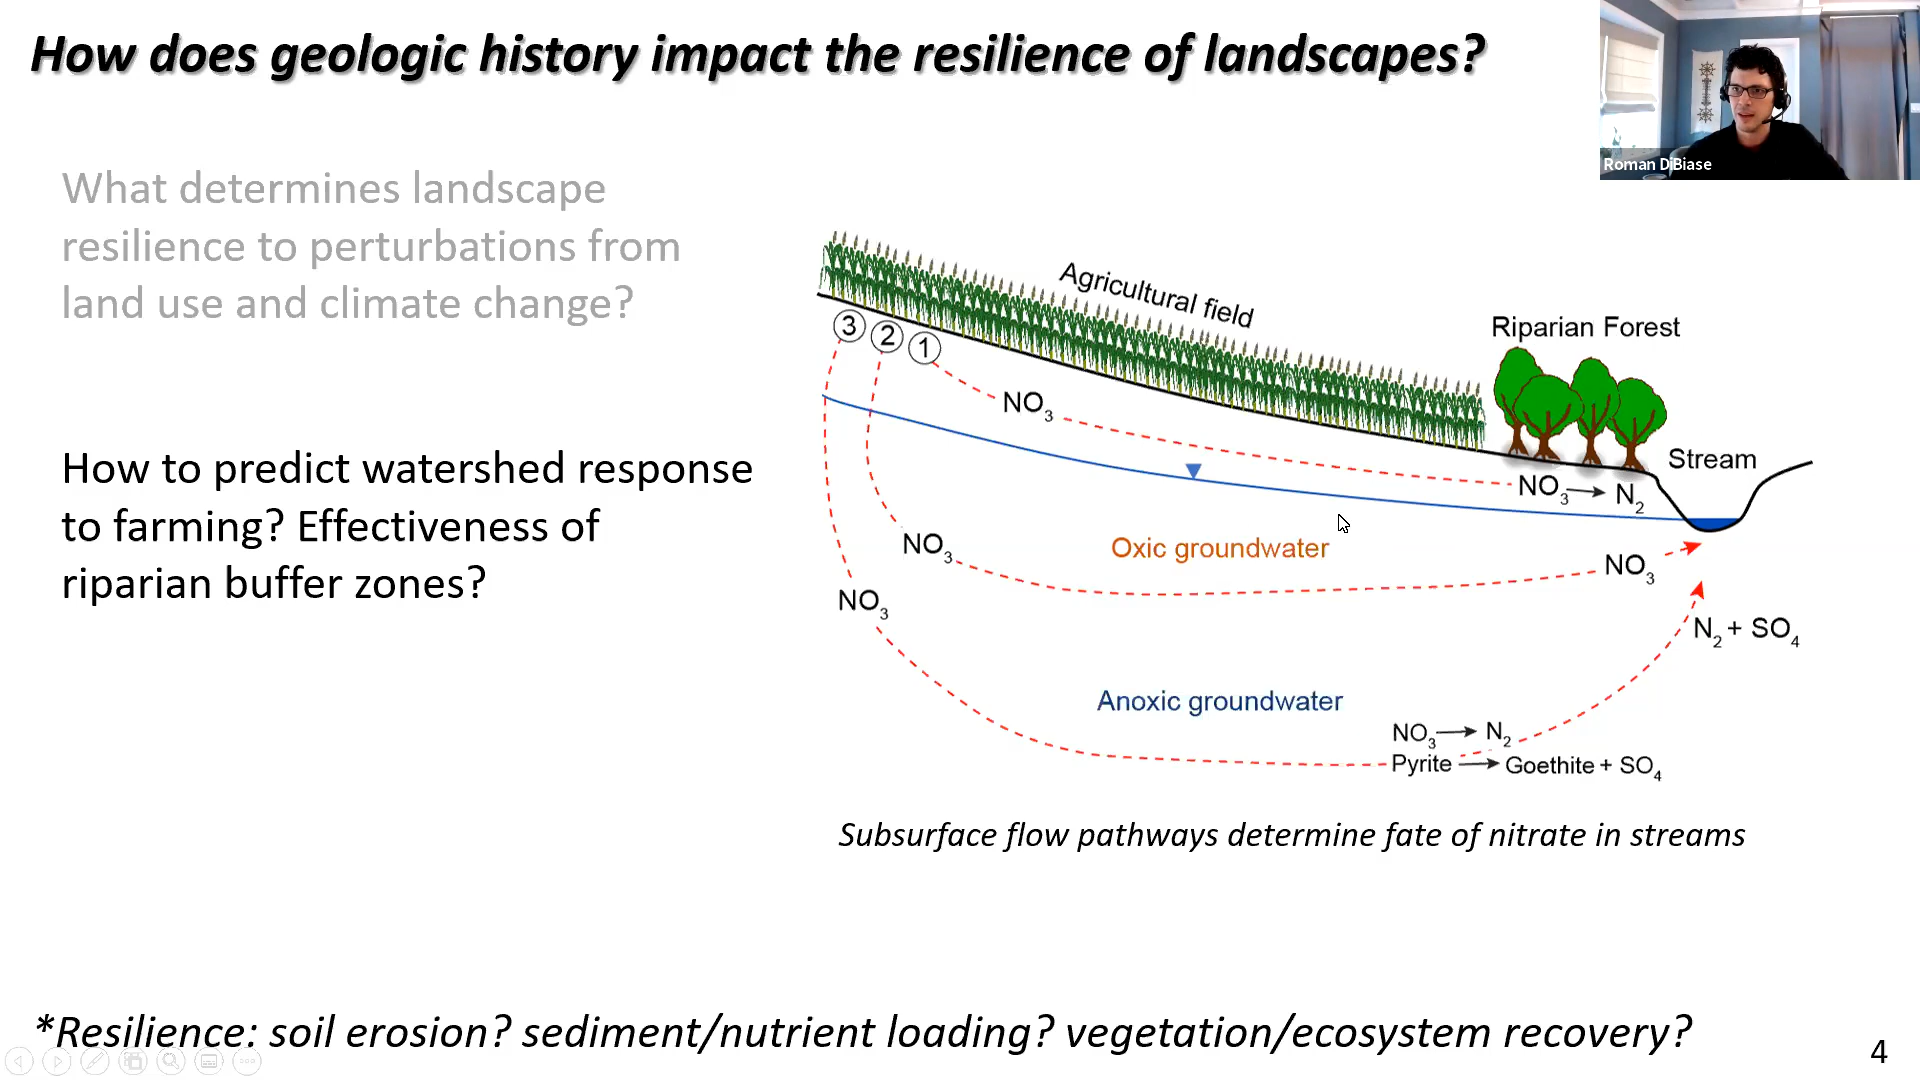 How does geologic history impact the resilience of landscapes?
Roman DiBiase
What determines landscape
resilience to perturbations from
land use and climate change?
How to predict watershed response
to farming? Effectiveness of
riparian buffer zones?
Agricultural field
Riparian Forest
Stream
3 2 1
NO3
NO3 → N2
NO3
Oxic groundwater
NO3
NO3
N2 + SO4
Anoxic groundwater
NO3 → N2
Pyrite → Goethite + SO4
Subsurface flow pathways determine fate of nitrate in streams
*Resilience: soil erosion? sediment/nutrient loading? vegetation/ecosystem recovery?
4